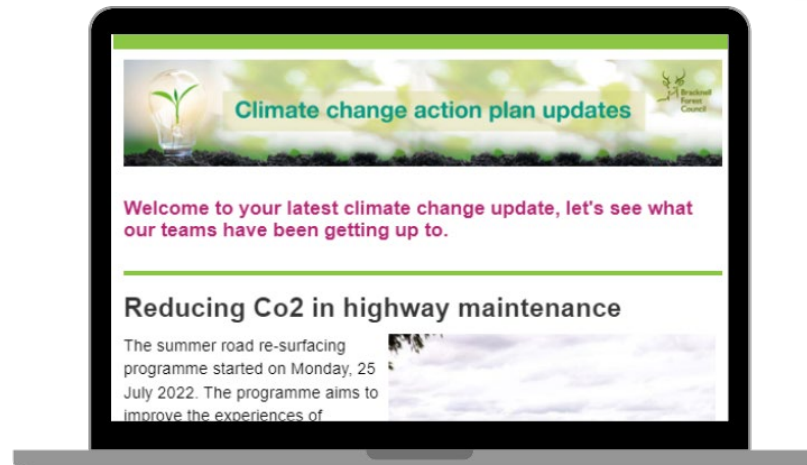 Climate change action plan updates
Bracknell
Forest
Council
Welcome to your latest climate change update, let's see what
our teams have been getting up to.
Reducing Co2 in highway maintenance
The summer road re-surfacing
programme started on Monday, 25
July 2022. The programme aims to
improve the experiences of